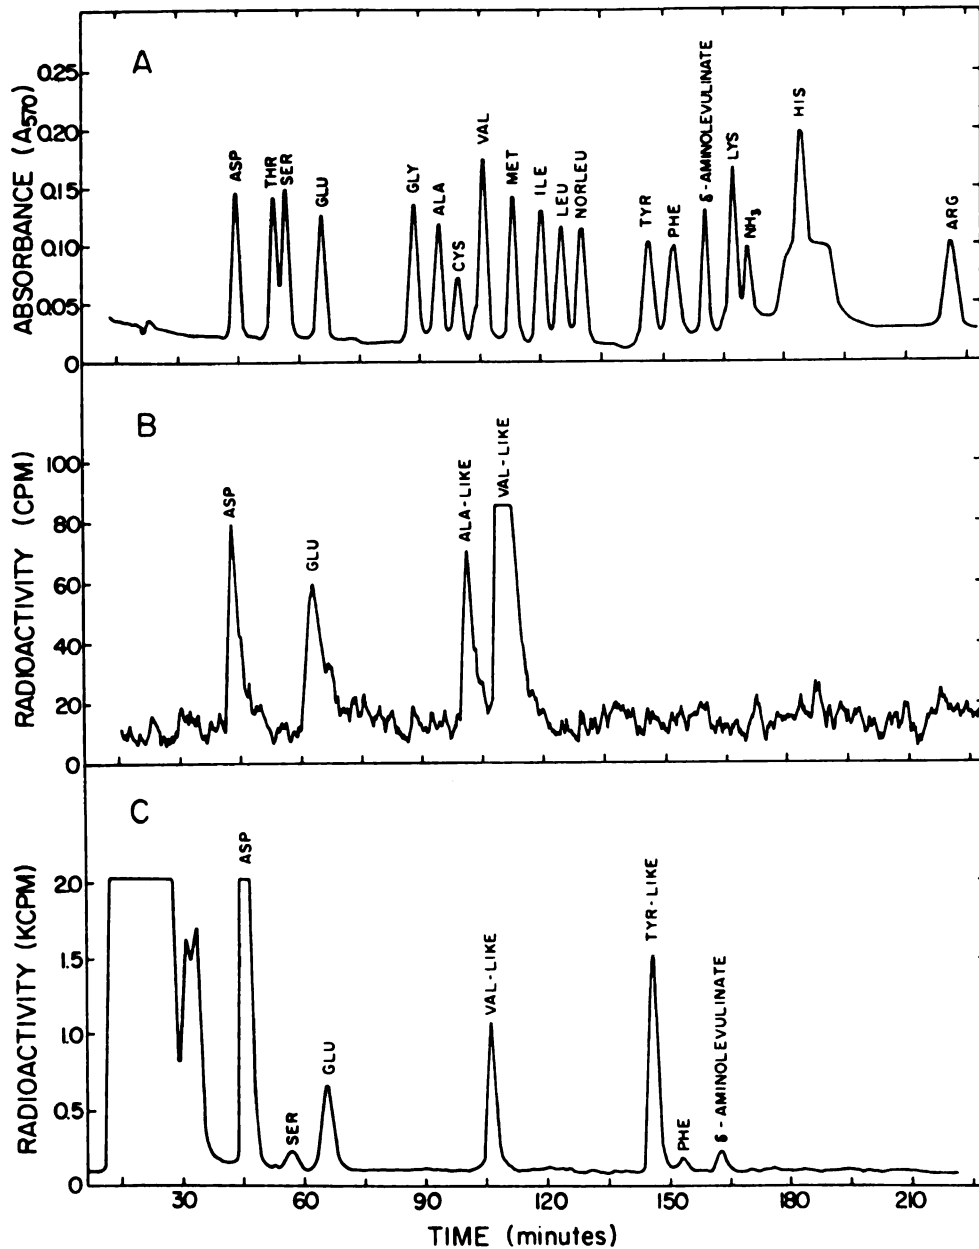 A
ABSORBANCE (A570)
0.25
0.20
0.15
0.10
0.05
0
ASP
THR
SER
GLU
GLY
ALA
CYS
VAL
MET
ILE
LEU
NORLEU
TYR
PHE
δ-AMINOLEVULINATE
LYS
NH3
HIS
ARG
B
RADIOACTIVITY (CPM)
100
80
60
40
20
0
ASP
GLU
ALA-LIKE
VAL-LIKE
C
RADIOACTIVITY (KCPM)
2.0
1.5
1.0
0.5
0
ASP
SER
GLU
VAL-LIKE
TYR-LIKE
PHE
δ-AMINOLEVULINATE
30 60 90 120 150 180 210
TIME (minutes)